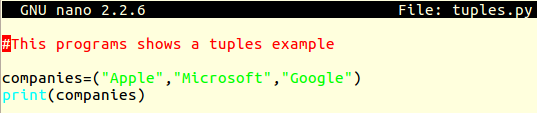 GNU nano 2.2.6 File: tuples.py
#This programs shows a tuples example
companies=("Apple","Microsoft","Google")
print(companies)